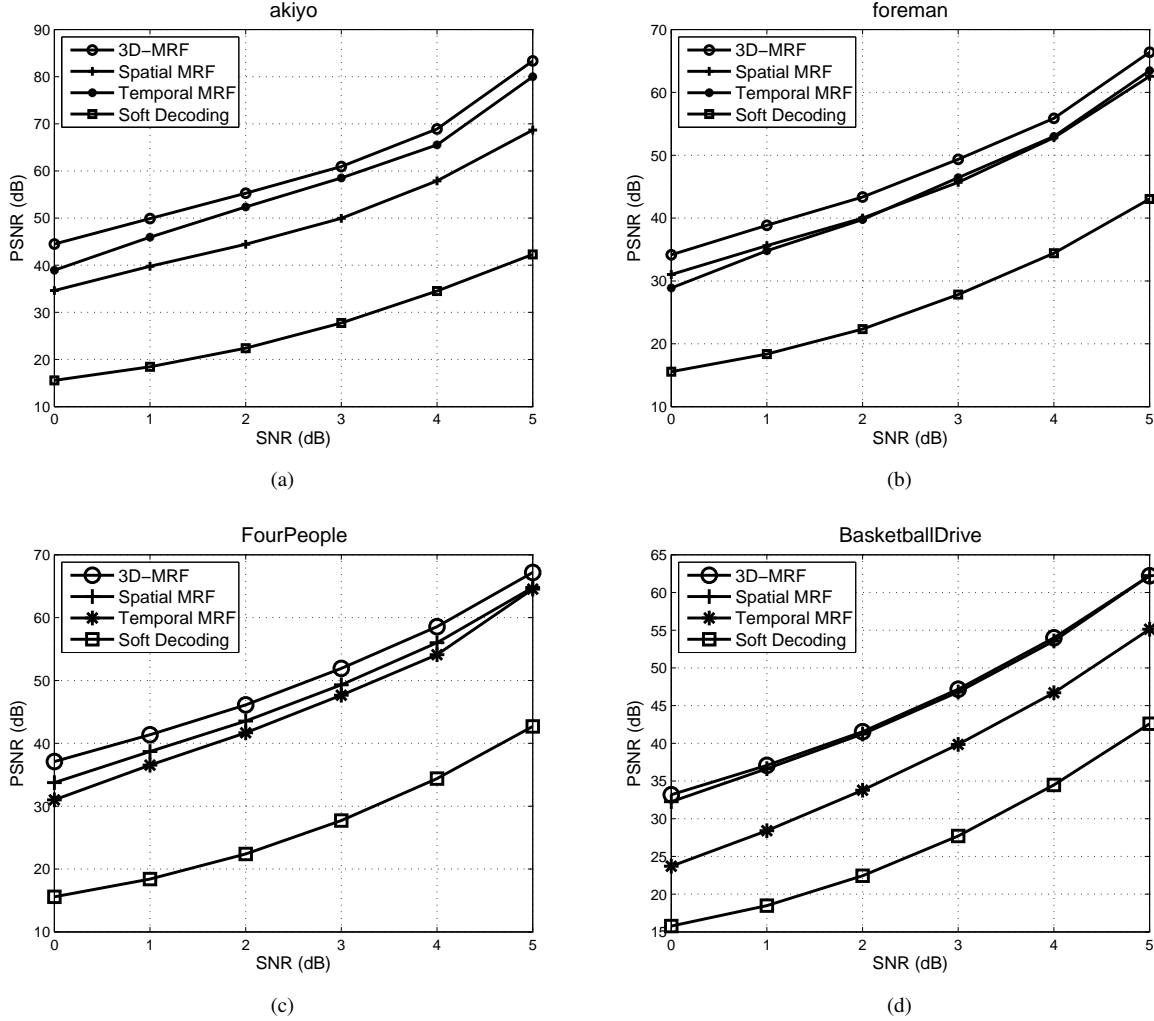 akiyo
90
80
70
60
50
40
30
20
10
PSNR (dB)
3D−MRF
Spatial MRF
Temporal MRF
Soft Decoding
0 1 2 3 4 5
SNR (dB)
(a)
foreman
70
60
50
40
30
20
10
PSNR (dB)
3D−MRF
Spatial MRF
Temporal MRF
Soft Decoding
0 1 2 3 4 5
SNR (dB)
(b)
FourPeople
70
60
50
40
30
20
10
PSNR (dB)
3D−MRF
Spatial MRF
Temporal MRF
Soft Decoding
0 1 2 3 4 5
SNR (dB)
(c)
BasketballDrive
65
60
55
50
45
40
35
30
25
20
15
PSNR (dB)
3D−MRF
Spatial MRF
Temporal MRF
Soft Decoding
0 1 2 3 4 5
SNR (dB)
(d)